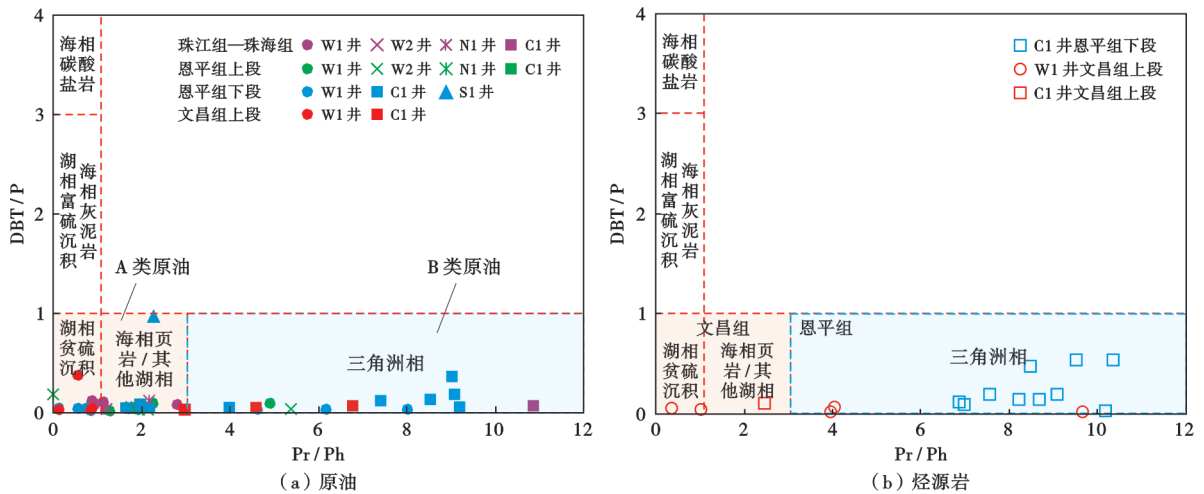 4
3
2
1
0
DBT / P
海相
碳酸
盐岩
湖相富硫沉积
海相灰泥岩
珠江组—珠海组 W1 井 W2 井 N1 井 C1 井
恩平组上段 W1 井 W2 井 N1 井 C1 井
恩平组下段 W1 井 C1 井 S1 井
文昌组上段 W1 井 C1 井
A 类原油
B 类原油
湖相
贫硫
沉积
海相页
岩 / 其
他湖相
三角洲相
0 2 4 6 8 10 12
Pr / Ph
(a) 原油
4
3
2
1
0
DBT / P
海相
碳酸
盐岩
湖相富硫沉积
海相灰泥岩
C1 井恩平组下段
W1 井文昌组上段
C1 井文昌组上段
文昌组
恩平组
湖相
贫硫
沉积
海相页
岩 / 其
他湖相
三角洲相
0 2 4 6 8 10 12
Pr / Ph
(b) 烃源岩